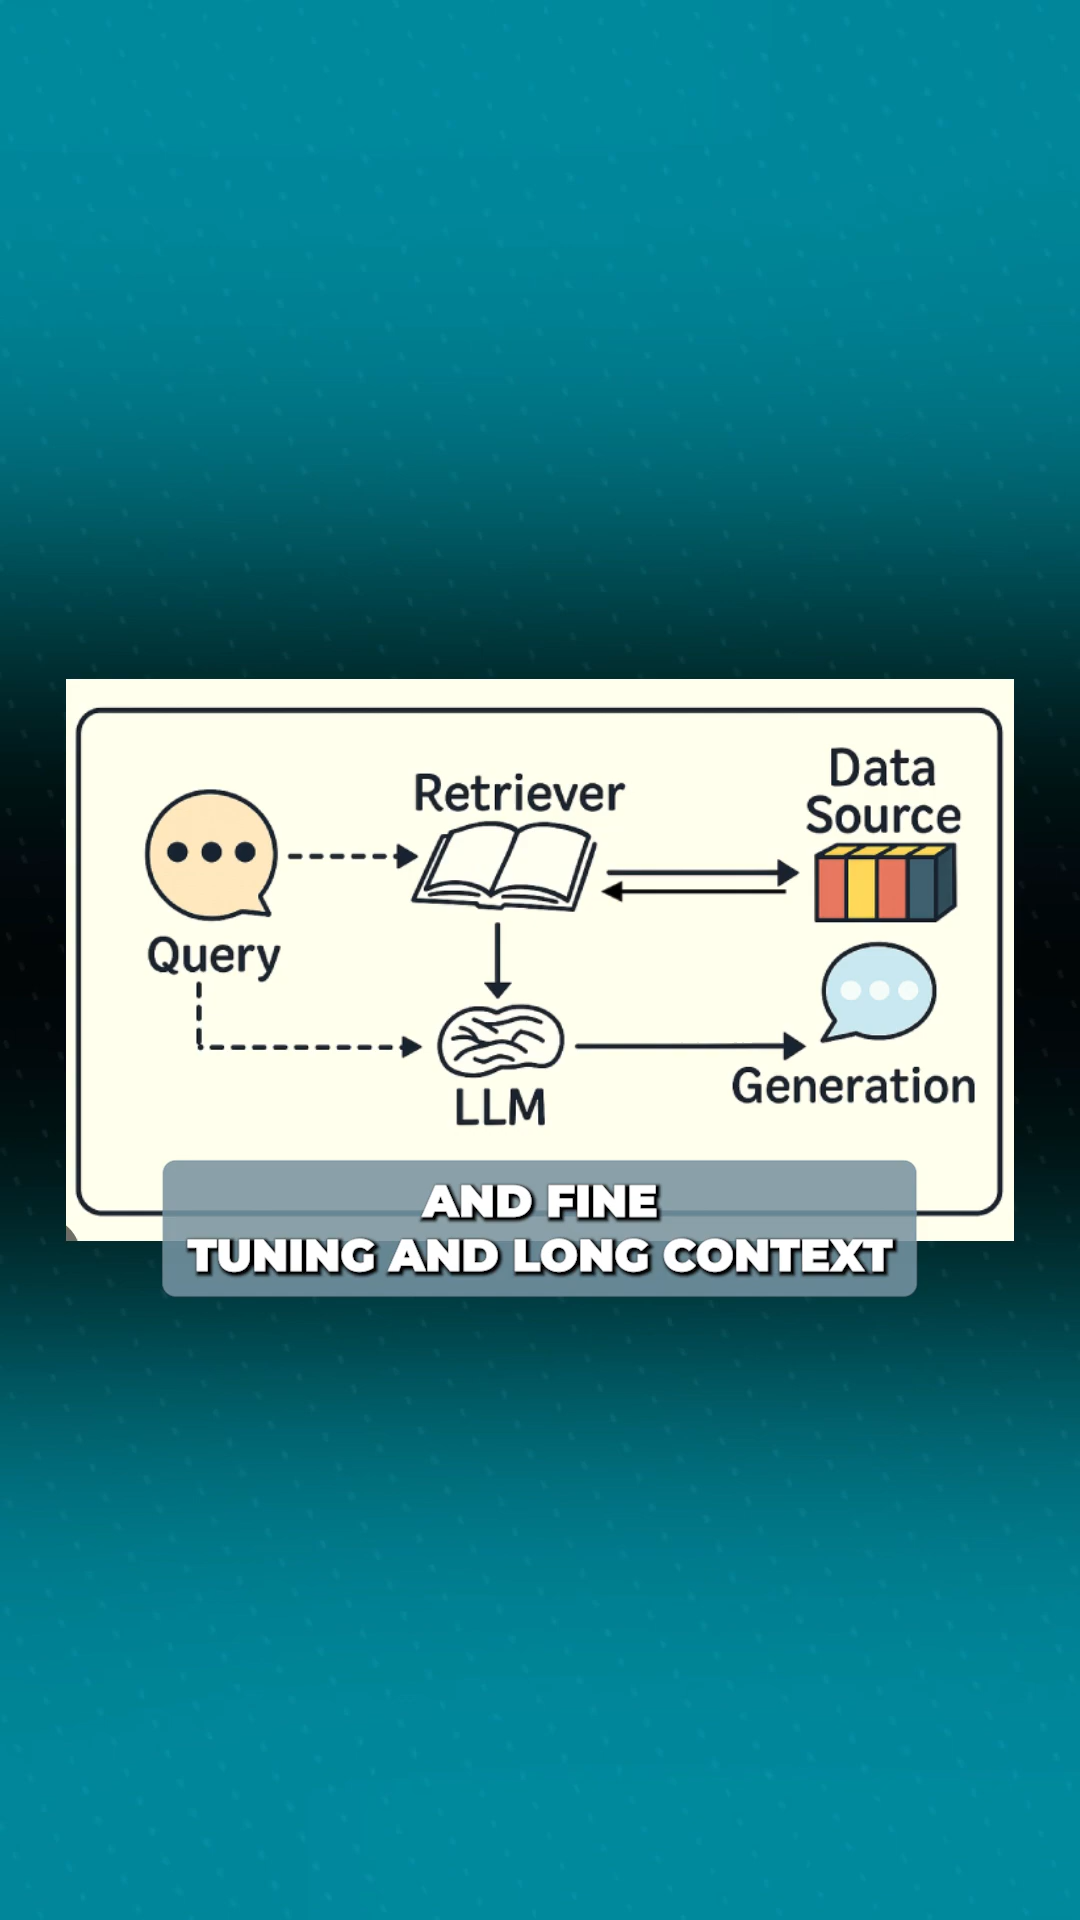 Retriever
Data
Source
Query
LLM
Generation
AND FINE
TUNING AND LONG CONTEXT